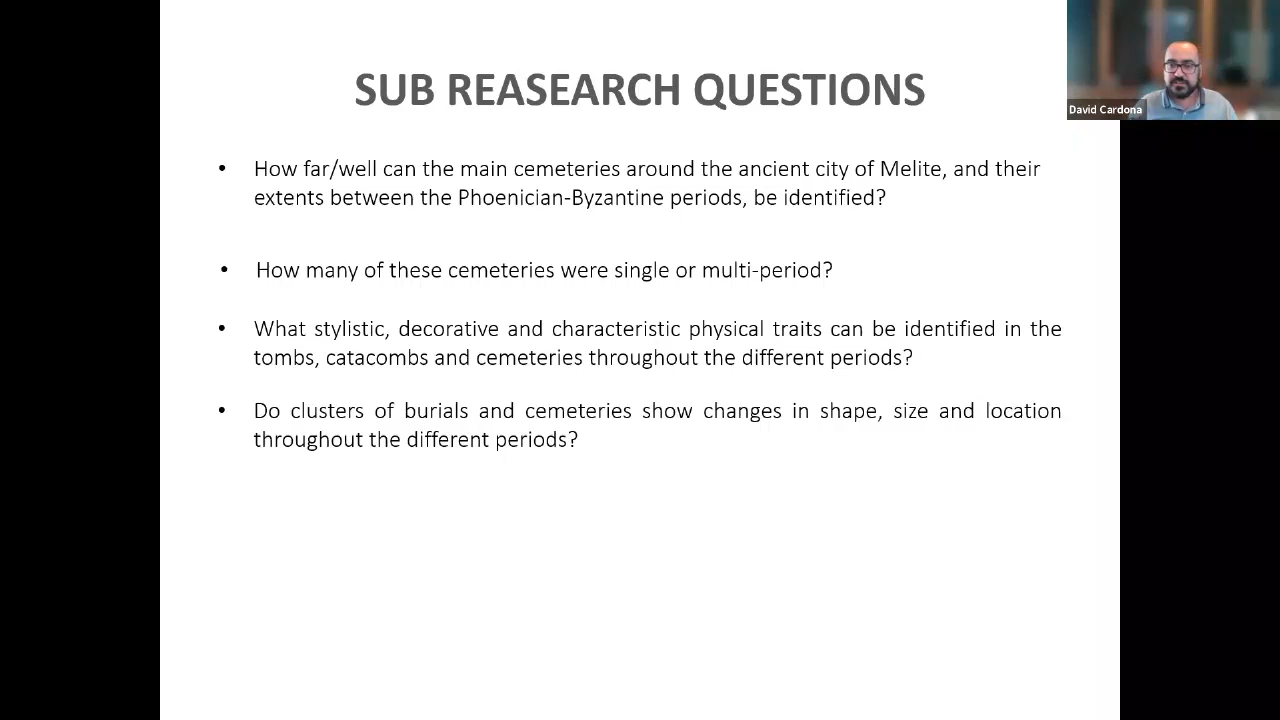 SUB REASEARCH QUESTIONS
David Cardona
• How far/well can the main cemeteries around the ancient city of Melite, and their
extents between the Phoenician-Byzantine periods, be identified?
• How many of these cemeteries were single or multi-period?
• What stylistic, decorative and characteristic physical traits can be identified in the
tombs, catacombs and cemeteries throughout the different periods?
• Do clusters of burials and cemeteries show changes in shape, size and location
throughout the different periods?